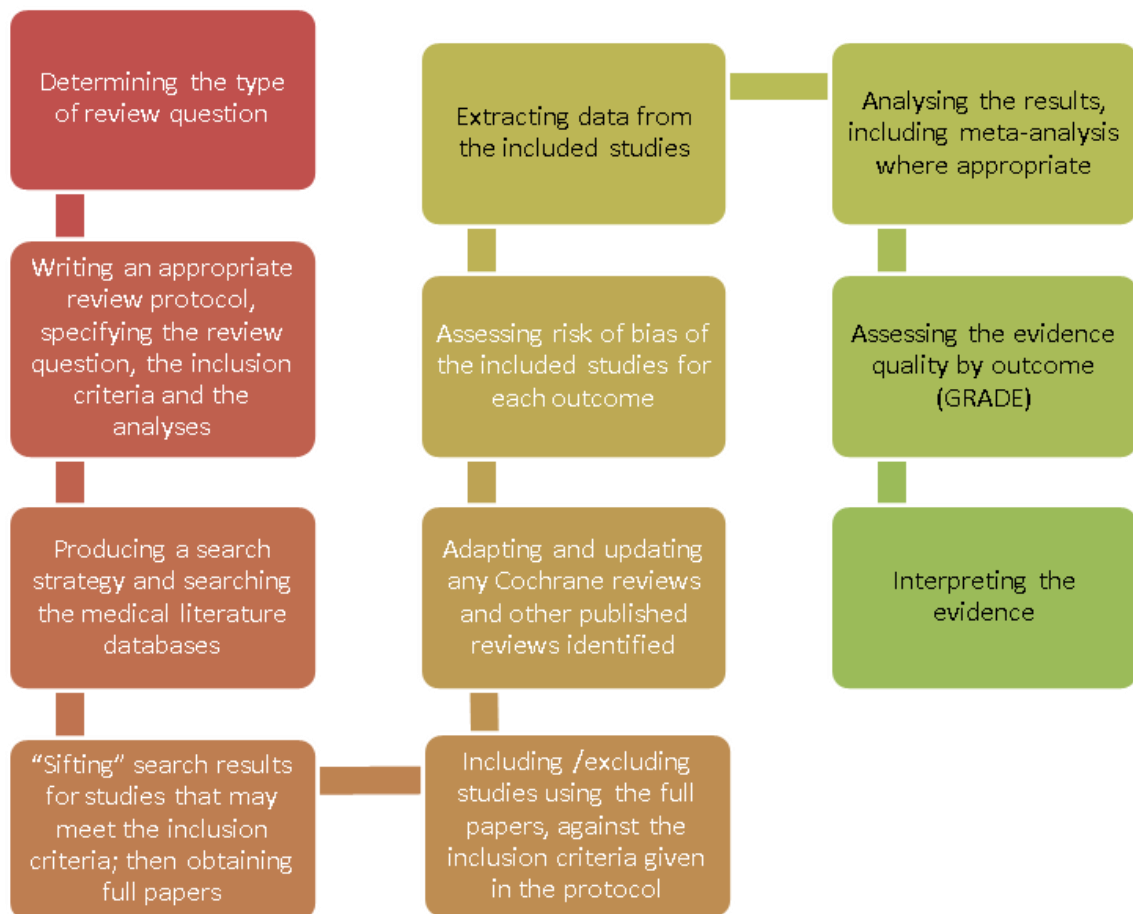 Determining the type
of review question
Writing an appropriate
review protocol,
specifying the review
question, the inclusion
criteria and the
analyses
Producing a search
strategy and searching
the medical literature
databases
“Sifting” search results
for studies that may
meet the inclusion
criteria; then obtaining
full papers
Including /excluding
studies using the full
papers, against the
inclusion criteria given
in the protocol
Adapting and updating
any Cochrane reviews
and other published
reviews identified
Assessing risk of bias of
the included studies for
each outcome
Extracting data from
the included studies
Analysing the results,
including meta-analysis
where appropriate
Assessing the evidence
quality by outcome
(GRADE)
Interpreting the
evidence